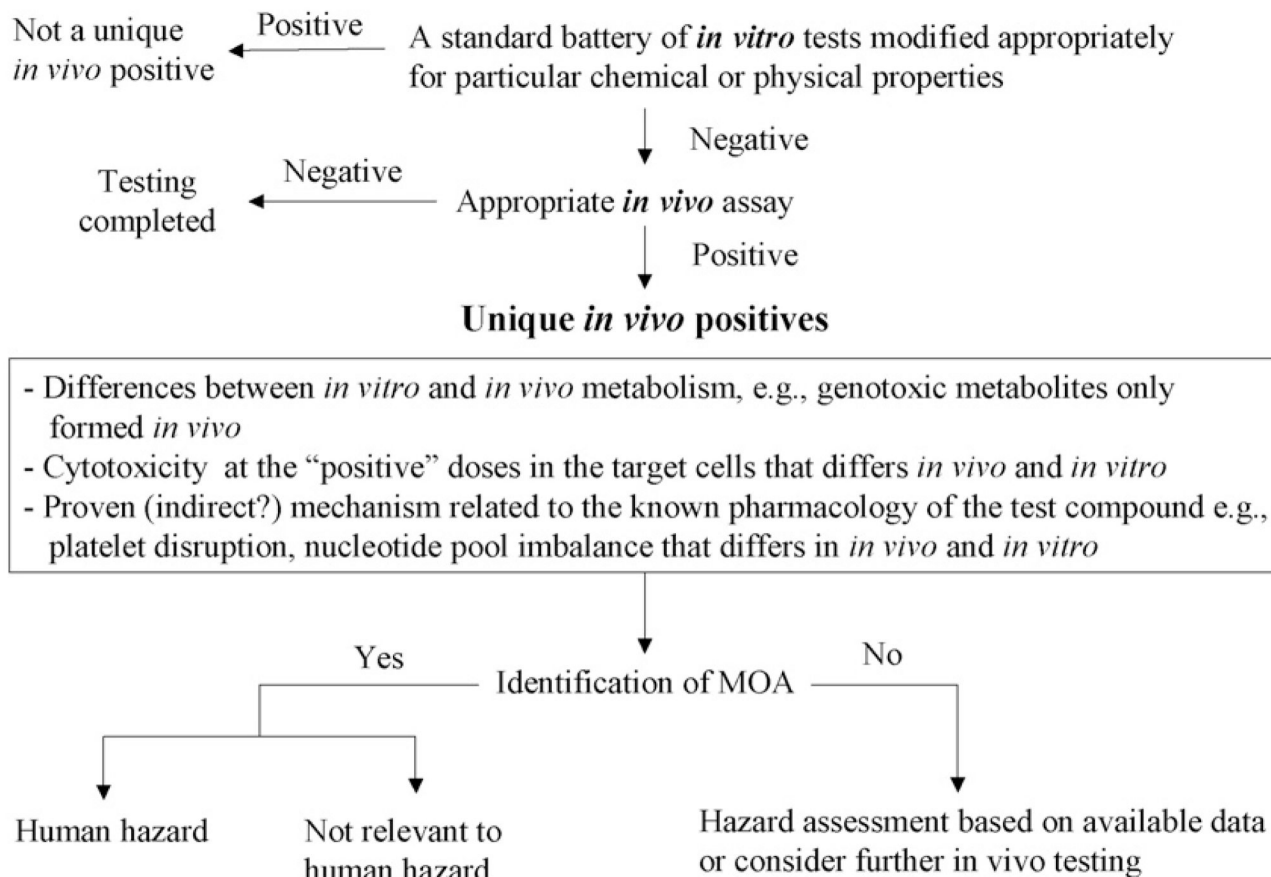 Not a unique
in vivo positive
Positive
A standard battery of in vitro tests modified appropriately
for particular chemical or physical properties
Negative
Testing
completed
Negative
Appropriate in vivo assay
Positive
Unique in vivo positives
- Differences between in vitro and in vivo metabolism, e.g., genotoxic metabolites only
formed in vivo
- Cytotoxicity at the “positive” doses in the target cells that differs in vivo and in vitro
- Proven (indirect?) mechanism related to the known pharmacology of the test compound e.g.,
platelet disruption, nucleotide pool imbalance that differs in in vivo and in vitro
Yes
Identification of MOA
No
Human hazard
Not relevant to
human hazard
Hazard assessment based on available data
or consider further in vivo testing